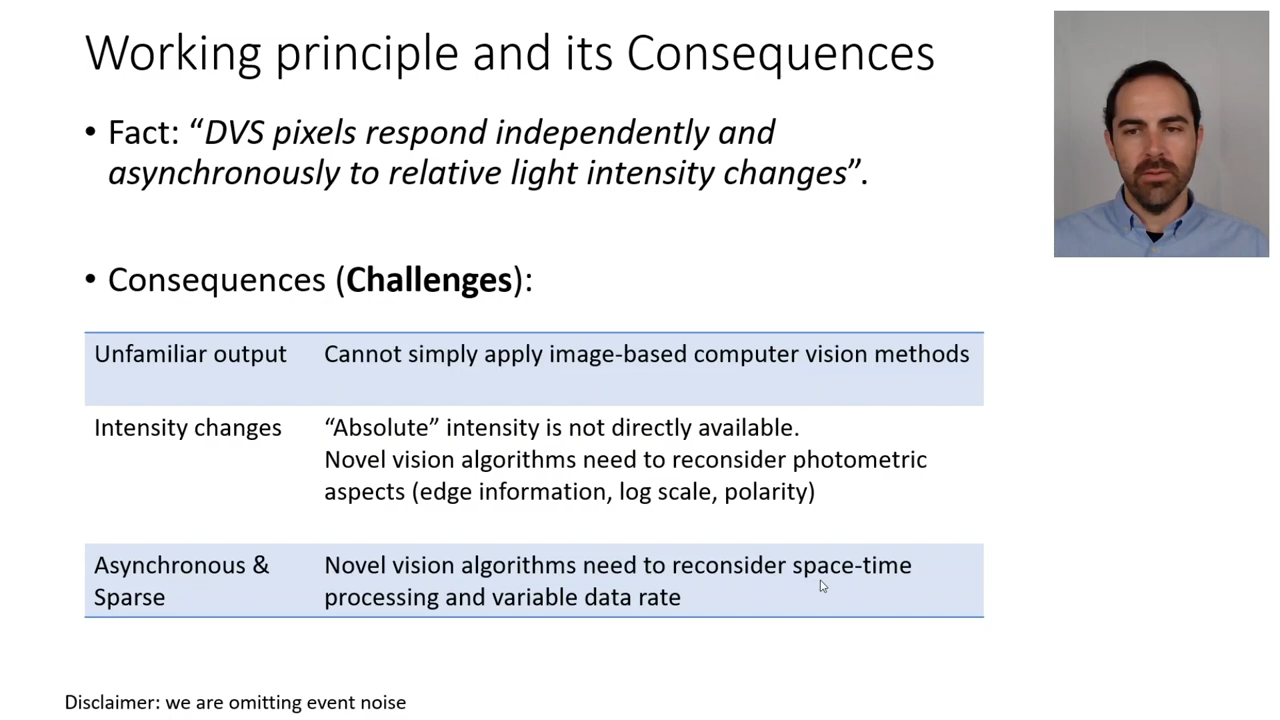 Working principle and its Consequences
• Fact: “DVS pixels respond independently and
asynchronously to relative light intensity changes”.
• Consequences (Challenges):
Unfamiliar output
Cannot simply apply image-based computer vision methods
Intensity changes
“Absolute” intensity is not directly available.
Novel vision algorithms need to reconsider photometric
aspects (edge information, log scale, polarity)
Asynchronous &
Sparse
Novel vision algorithms need to reconsider space-time
processing and variable data rate
Disclaimer: we are omitting event noise